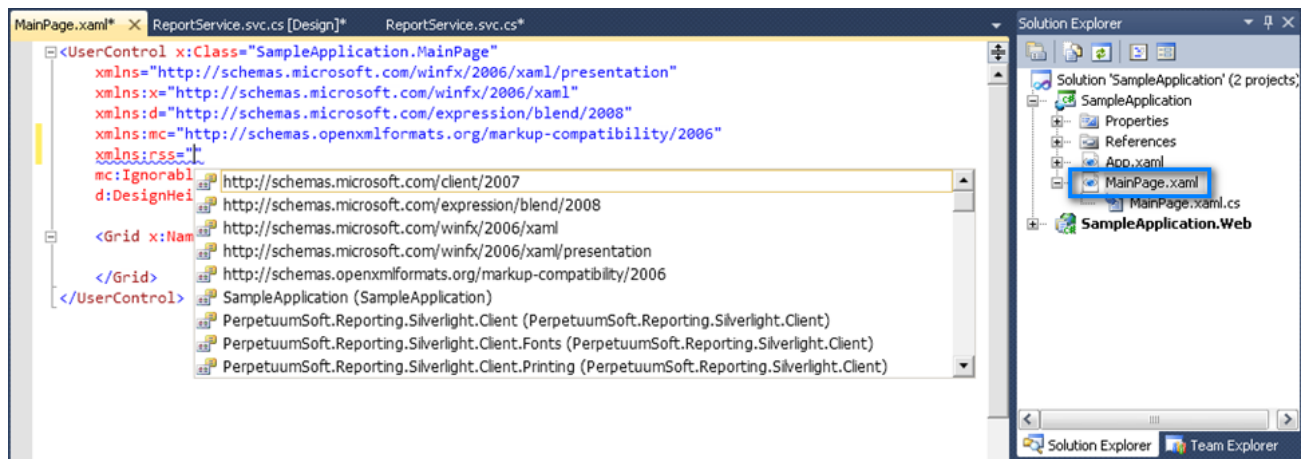 MainPage.xaml* ReportService.svc.cs [Design]* ReportService.svc.cs*
<UserControl x:Class="SampleApplication.MainPage"
xmlns="http://schemas.microsoft.com/winfx/2006/xaml/presentation"
xmlns:x="http://schemas.microsoft.com/winfx/2006/xaml"
xmlns:d="http://schemas.microsoft.com/expression/blend/2008"
xmlns:mc="http://schemas.openxmlformats.org/markup-compatibility/2006"
xmlns:rss=""
mc:Ignorabl
d:DesignHei
<Grid x:Nam
</Grid>
</UserControl>
http://schemas.microsoft.com/client/2007
http://schemas.microsoft.com/expression/blend/2008
http://schemas.microsoft.com/winfx/2006/xaml
http://schemas.microsoft.com/winfx/2006/xaml/presentation
http://schemas.openxmlformats.org/markup-compatibility/2006
SampleApplication (SampleApplication)
PerpetuumSoft.Reporting.Silverlight.Client (PerpetuumSoft.Reporting.Silverlight.Client)
PerpetuumSoft.Reporting.Silverlight.Client.Fonts (PerpetuumSoft.Reporting.Silverlight.Client)
PerpetuumSoft.Reporting.Silverlight.Client.Printing (PerpetuumSoft.Reporting.Silverlight.Client)
Solution Explorer
Solution 'SampleApplication' (2 projects)
SampleApplication
Properties
References
App.xaml
MainPage.xaml
MainPage.xaml.cs
SampleApplication.Web
Solution Explorer Team Explorer